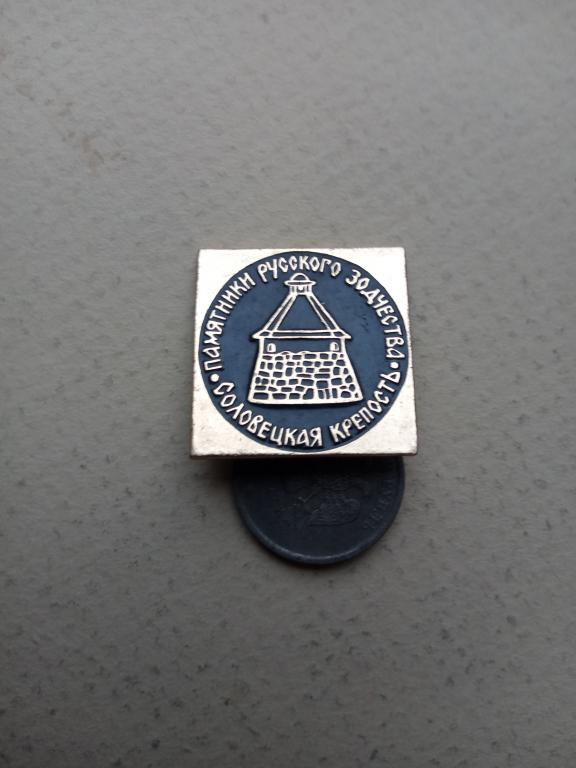 ПАМЯТНИКИ РУССКОГО ЗОДЧЕСТВА
СОЛОВЕЦКАЯ КРЕПОСТЬ